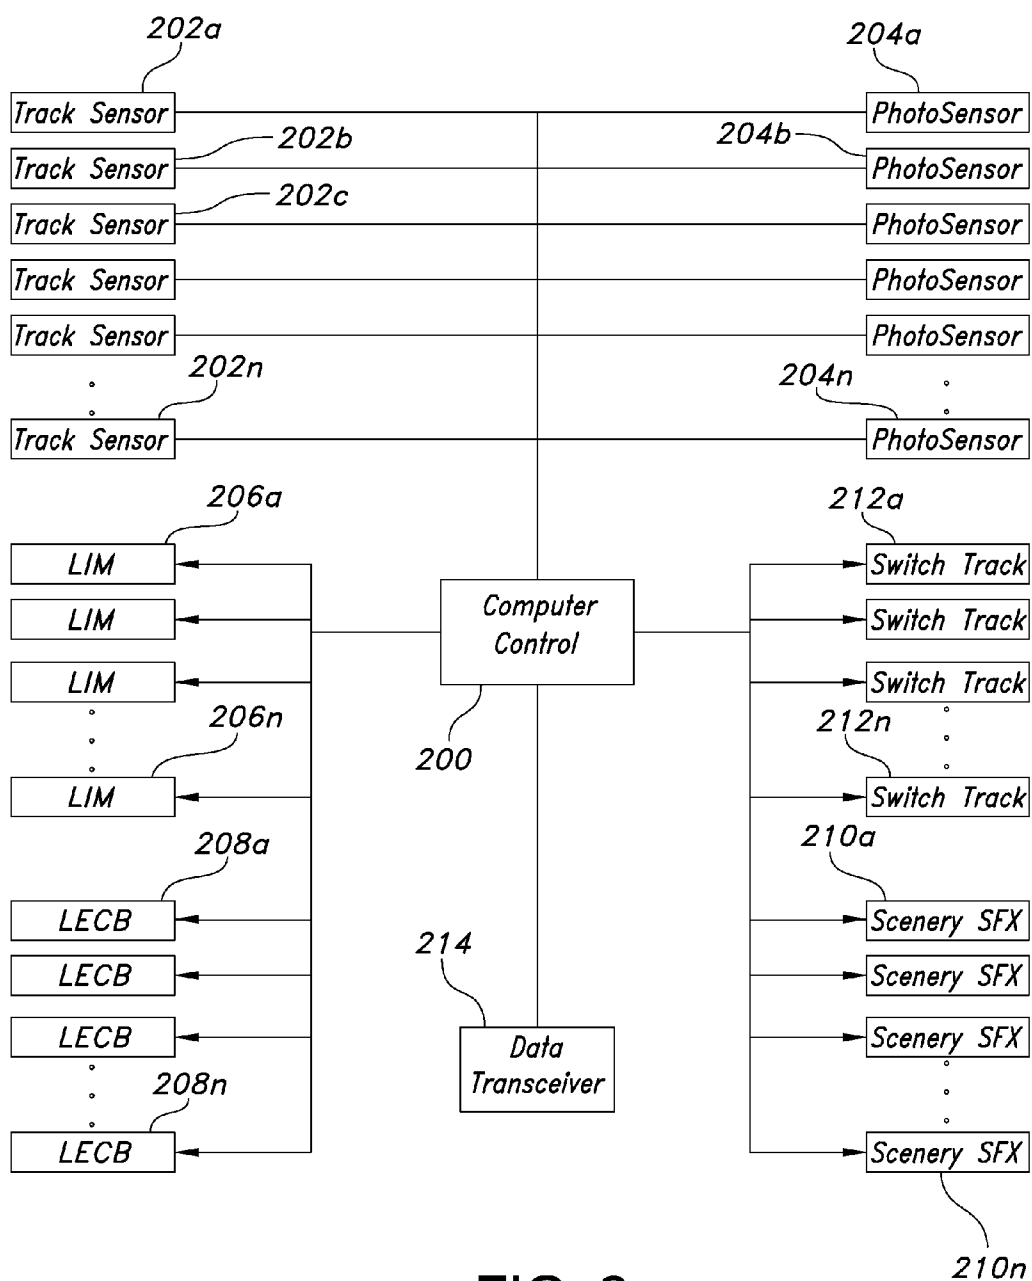 202a
204a
Track Sensor
PhotoSensor
202b
204b
Track Sensor
PhotoSensor
202c
Track Sensor
PhotoSensor
Track Sensor
PhotoSensor
Track Sensor
PhotoSensor
202n
204n
Track Sensor
PhotoSensor
206a
212a
LIM
Switch Track
Computer
Control
LIM
Switch Track
LIM
Switch Track
206n
200
212n
LIM
Switch Track
208a
210a
LECB
Scenery SFX
214
LECB
Scenery SFX
LECB
Data
Transceiver
Scenery SFX
208n
LECB
Scenery SFX
210n